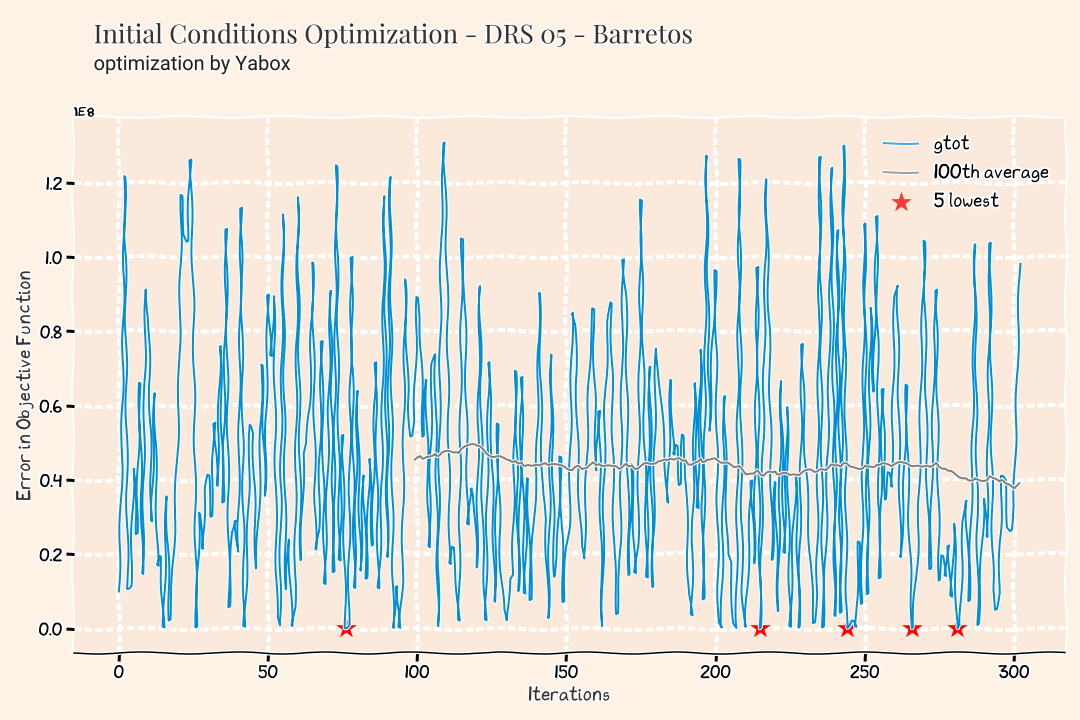 Initial Conditions Optimization - DRS 05 - Barretos
optimization by Yabox
1E8
gtot
100th average
5 lowest
1.2
1.0
0.8
0.6
0.4
0.2
0.0
Error in Objective Function
0 50 100 150 200 250 300
Iterations